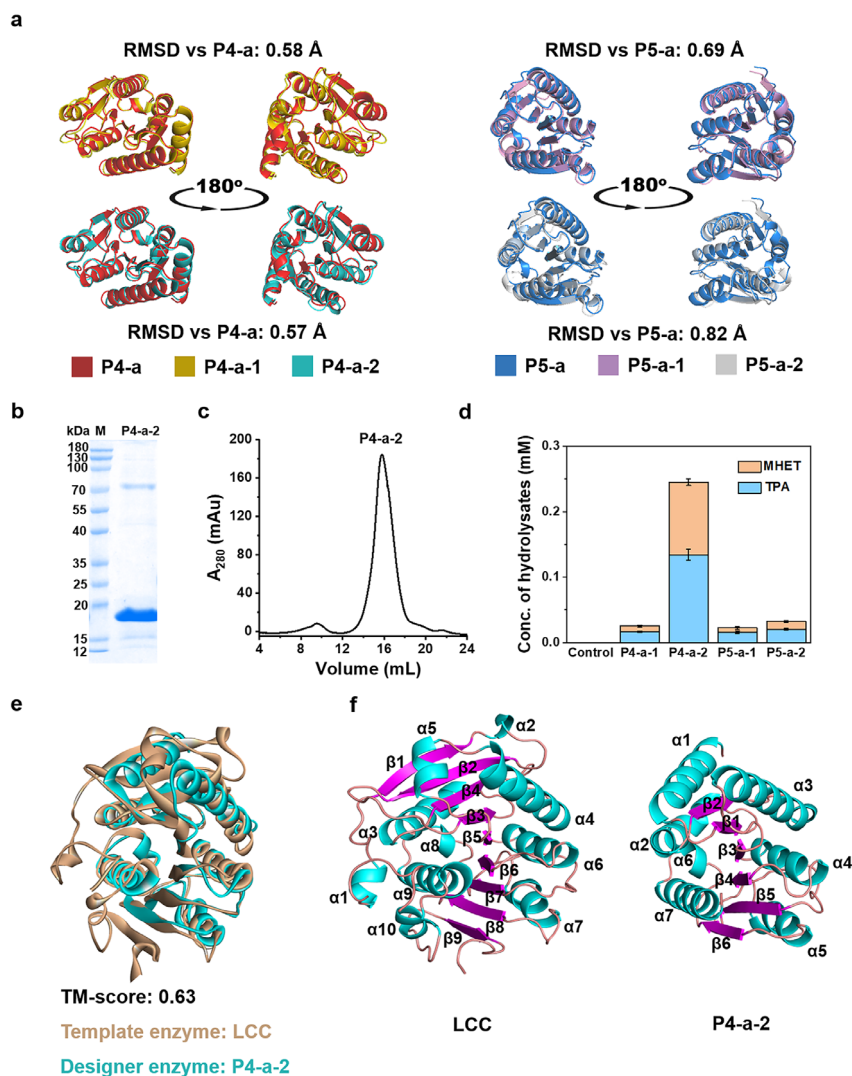 a
RMSD vs P4-a: 0.58 Å
RMSD vs P5-a: 0.69 Å
180º
180º
RMSD vs P4-a: 0.57 Å
RMSD vs P5-a: 0.82 Å
P4-a P4-a-1 P4-a-2
P5-a P5-a-1 P5-a-2
b
kDa M P4-a-2
180
130
100
70
55
40
35
25
20
15
12
c
P4-a-2
200
160
120
80
40
0
A280 (mAu)
4 8 12 16 20 24
Volume (mL)
d
0.3
0.2
0.1
0.0
Conc. of hydrolysates (mM)
MHET
TPA
Control P4-a-1 P4-a-2 P5-a-1 P5-a-2
e
TM-score: 0.63
Template enzyme: LCC
Designer enzyme: P4-a-2
f
α5
α2
β1
β2
β4
β3
α4
α3
α8
β5
β6
α6
α1
α9
β7
α10
β8
α7
β9
LCC
α1
α3
β2
β1
α2
α6
β3
α4
β4
α7
β5
β6
α5
P4-a-2